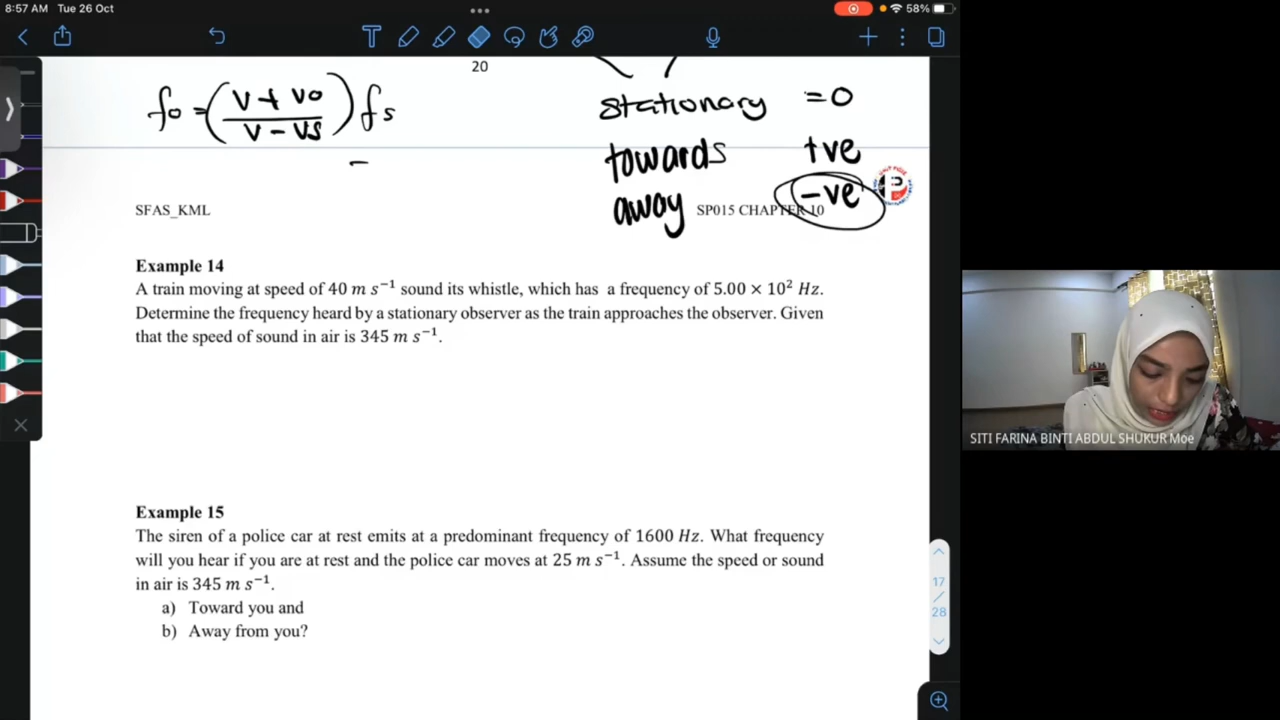 8:57 AM Tue 26 Oct
58%
20
fo = (V + Vo / V - Vs) fs
stationary = 0
towards +ve
away -ve
SFAS_KML
SP015 CHAPTER 10
Example 14
A train moving at speed of 40 m s⁻¹ sound its whistle, which has a frequency of 5.00 × 10² Hz.
Determine the frequency heard by a stationary observer as the train approaches the observer. Given
that the speed of sound in air is 345 m s⁻¹.
Example 15
The siren of a police car at rest emits at a predominant frequency of 1600 Hz. What frequency
will you hear if you are at rest and the police car moves at 25 m s⁻¹. Assume the speed or sound
in air is 345 m s⁻¹.
a) Toward you and
b) Away from you?
17
/
28
SITI FARINA BINTI ABDUL SHUKUR Moe